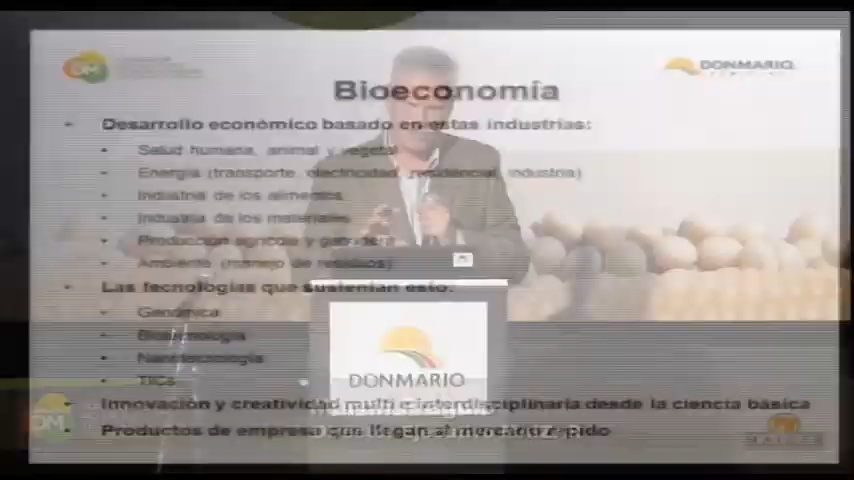 DM
DONMARIO
Bioeconomía
• Desarrollo económico basado en estas industrias:
• Salud humana, animal y vegetal
• Energía (transporte, electricidad, residencial, industria)
• Industria de los alimentos
• Industria de los materiales
• Producción agrícola y ganadera
• Ambiente (manejo de residuos)
• Las tecnologías que sustentan esto:
• Genómica
• Biotecnología
• Nanotecnología
• TICs
DONMARIO
• Innovación y creatividad multi e interdisciplinaria desde la ciencia básica
• Productos de empresa que llegan al mercado rápido
DM